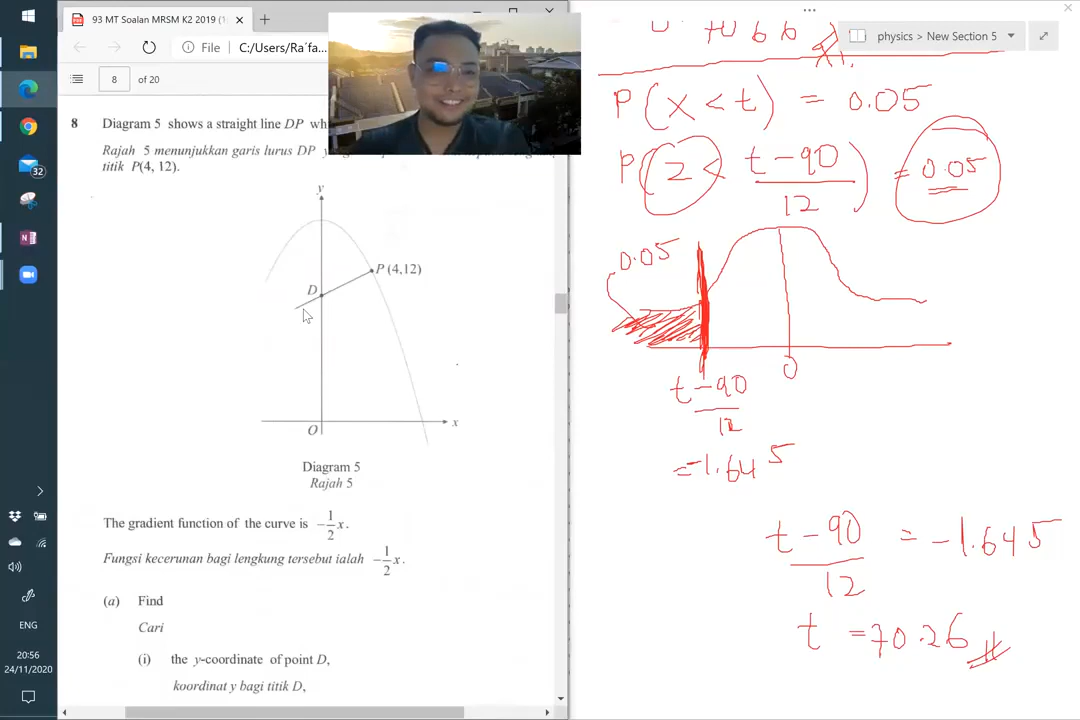 93 MT Soalan MRSM K2 2019 (1
File C:/Users/Ra´fa...
8 of 20
8 Diagram 5 shows a straight line DP
Rajah 5 menunjukkan garis lurus DP
titik P(4, 12).
y
P (4,12)
D
O
x
Diagram 5
Rajah 5
The gradient function of the curve is -1/2 x.
Fungsi kecerunan bagi lengkung tersebut ialah -1/2 x.
(a) Find
Cari
(i) the y-coordinate of point D,
koordinat y bagi titik D,
32
ENG
20:56
24/11/2020
physics > New Section 5
P(x < t) = 0.05
P(z < (t-90)/12) = 0.05
0.05
0
(t-90)/12
= -1.645
(t-90)/12 = -1.645
t = 70.26